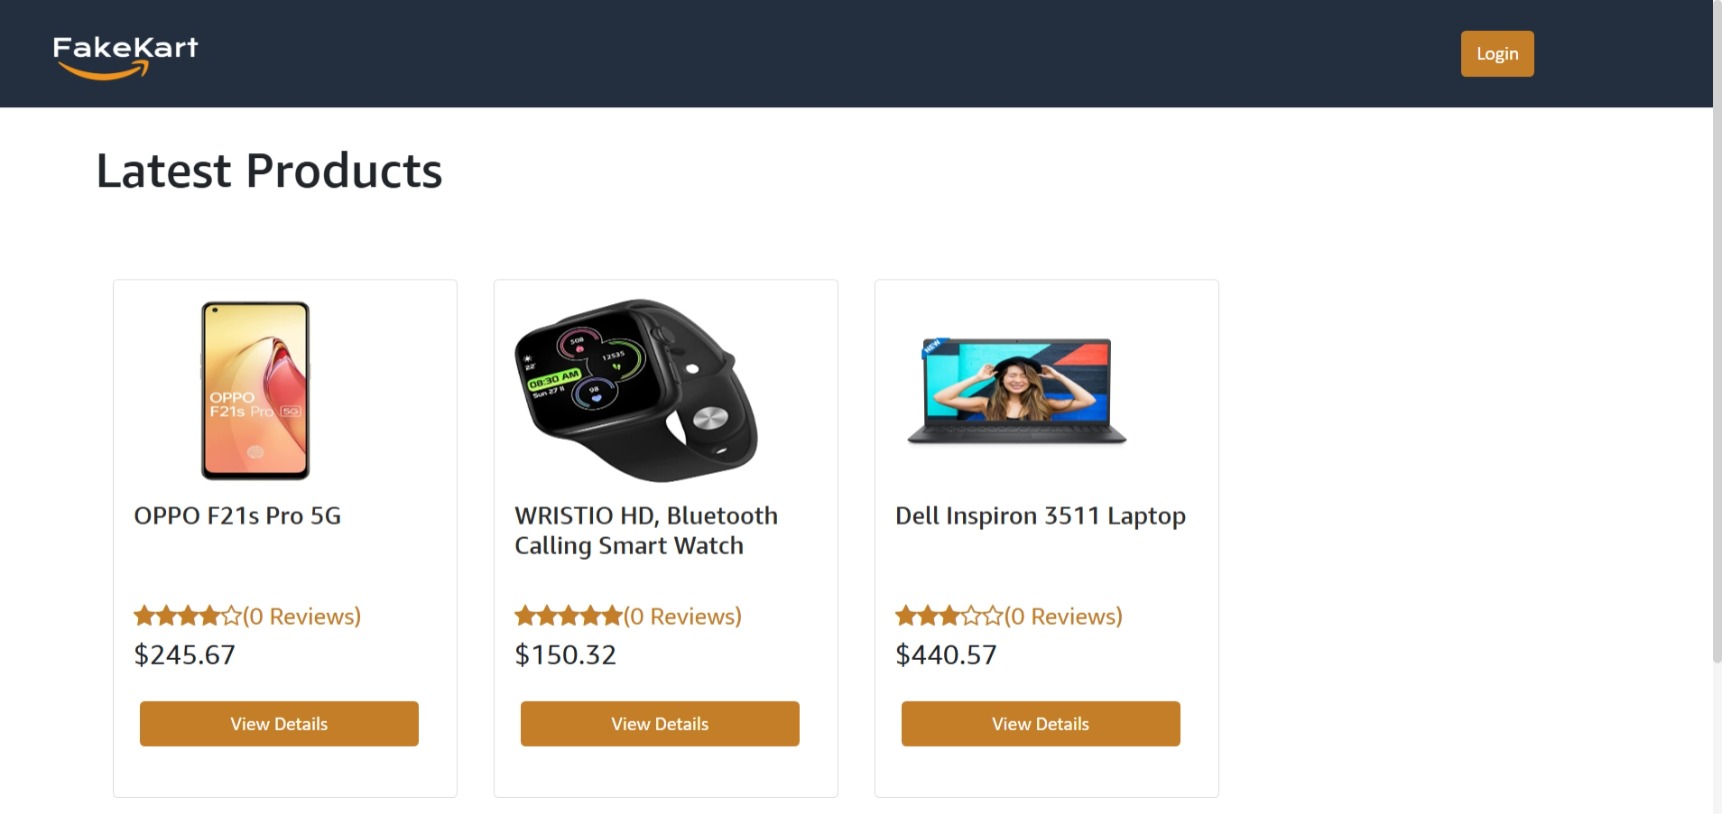 FakeKart
Login
Latest Products
OPPO
F21s Pro 5G
OPPO F21s Pro 5G
(0 Reviews)
$245.67
View Details
508
12535
22°
08:30 AM
98
WRISTIO HD, Bluetooth
Calling Smart Watch
(0 Reviews)
$150.32
View Details
NEW
Dell Inspiron 3511 Laptop
(0 Reviews)
$440.57
View Details